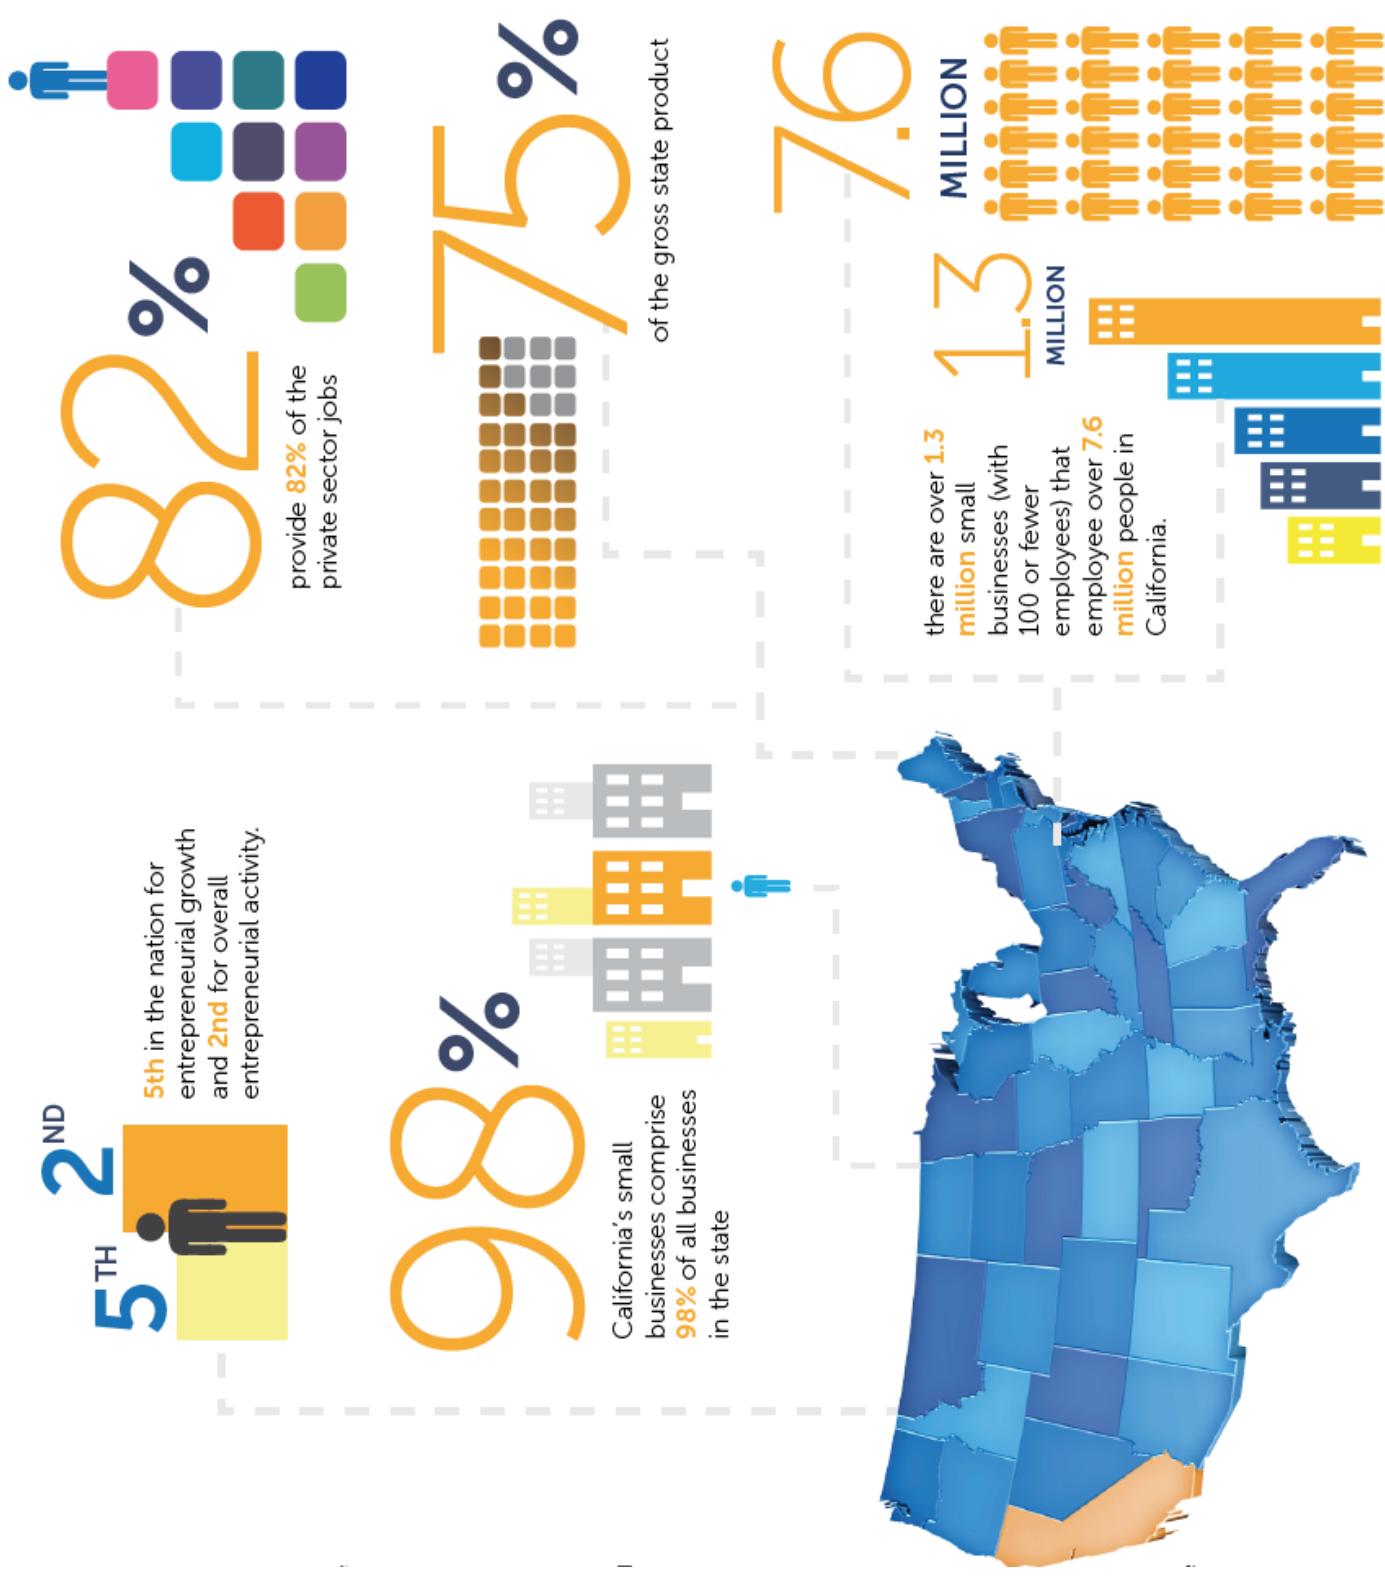 5TH
2ND
5th in the nation for
entrepreneurial growth
and 2nd for overall
entrepreneurial activity.
82%
provide 82% of the
private sector jobs
98%
California's small
businesses comprise
98% of all businesses
in the state
75%
of the gross state product
there are over 1.3
million small
businesses (with
100 or fewer
employees) that
employee over 7.6
million people in
California.
1.3
MILLION
7.6
MILLION